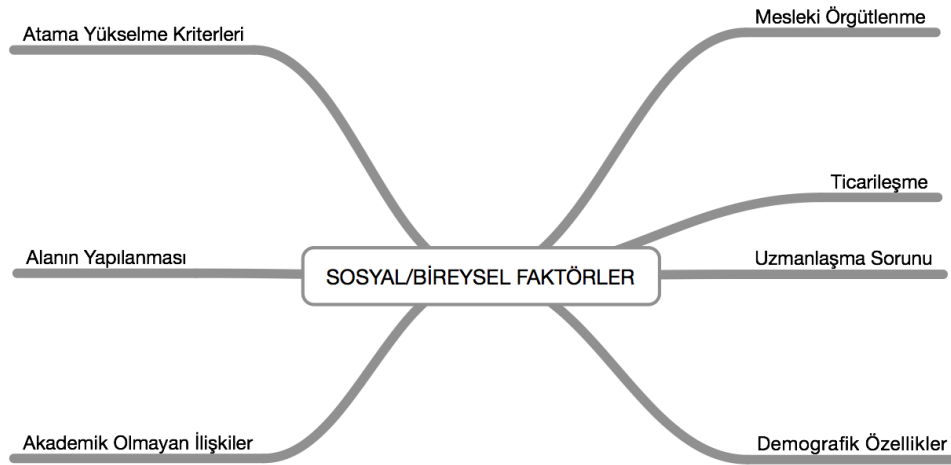 Atama Yükselme Kriterleri
Mesleki Örgütlenme
Ticarileşme
Alanın Yapılanması
SOSYAL/BİREYSEL FAKTÖRLER
Uzmanlaşma Sorunu
Akademik Olmayan İlişkiler
Demografik Özellikler